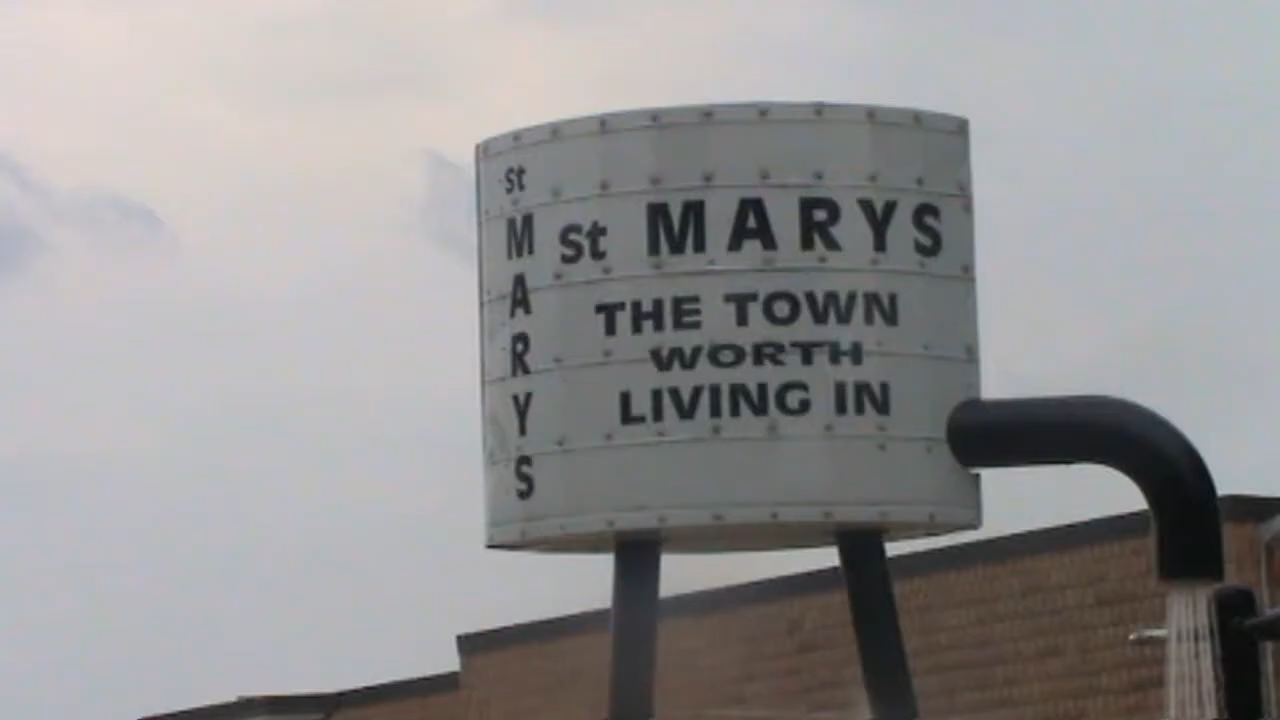 st
M
A
R
Y
S
St MARYS
THE TOWN
WORTH
LIVING IN